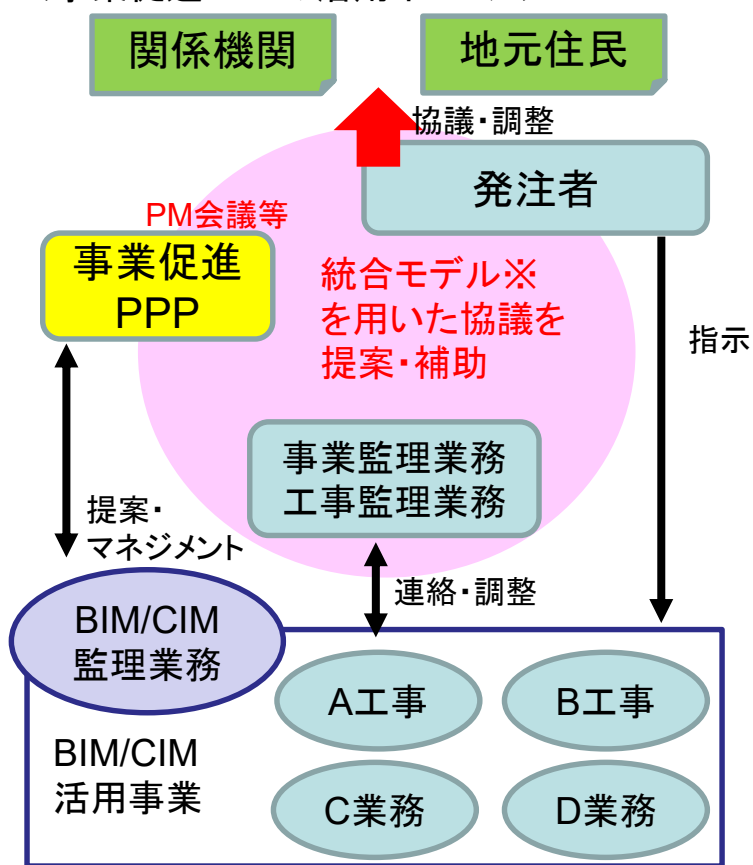 関係機関
地元住民
協議・調整
発注者
PM会議等
事業促進
PPP
統合モデル※
を用いた協議を
提案・補助
指示
事業監理業務
工事監理業務
提案・
マネジメント
連絡・調整
BIM/CIM
監理業務
A工事
B工事
BIM/CIM
活用事業
C業務
D業務